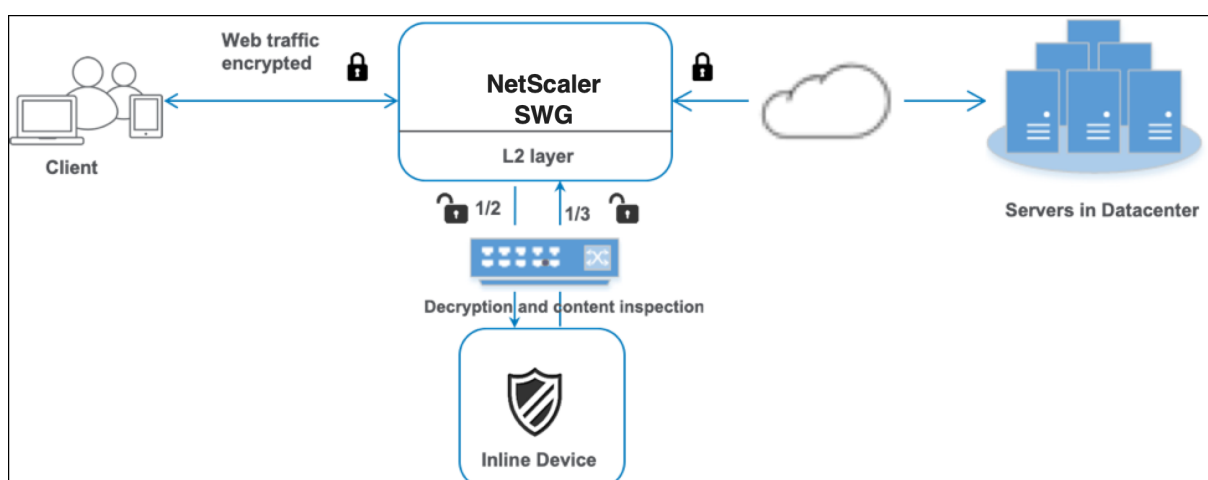 Web traffic
encrypted
NetScaler
SWG
L2 layer
Client
1/2
1/3
Servers in Datacenter
Decryption and content inspection
Inline Device